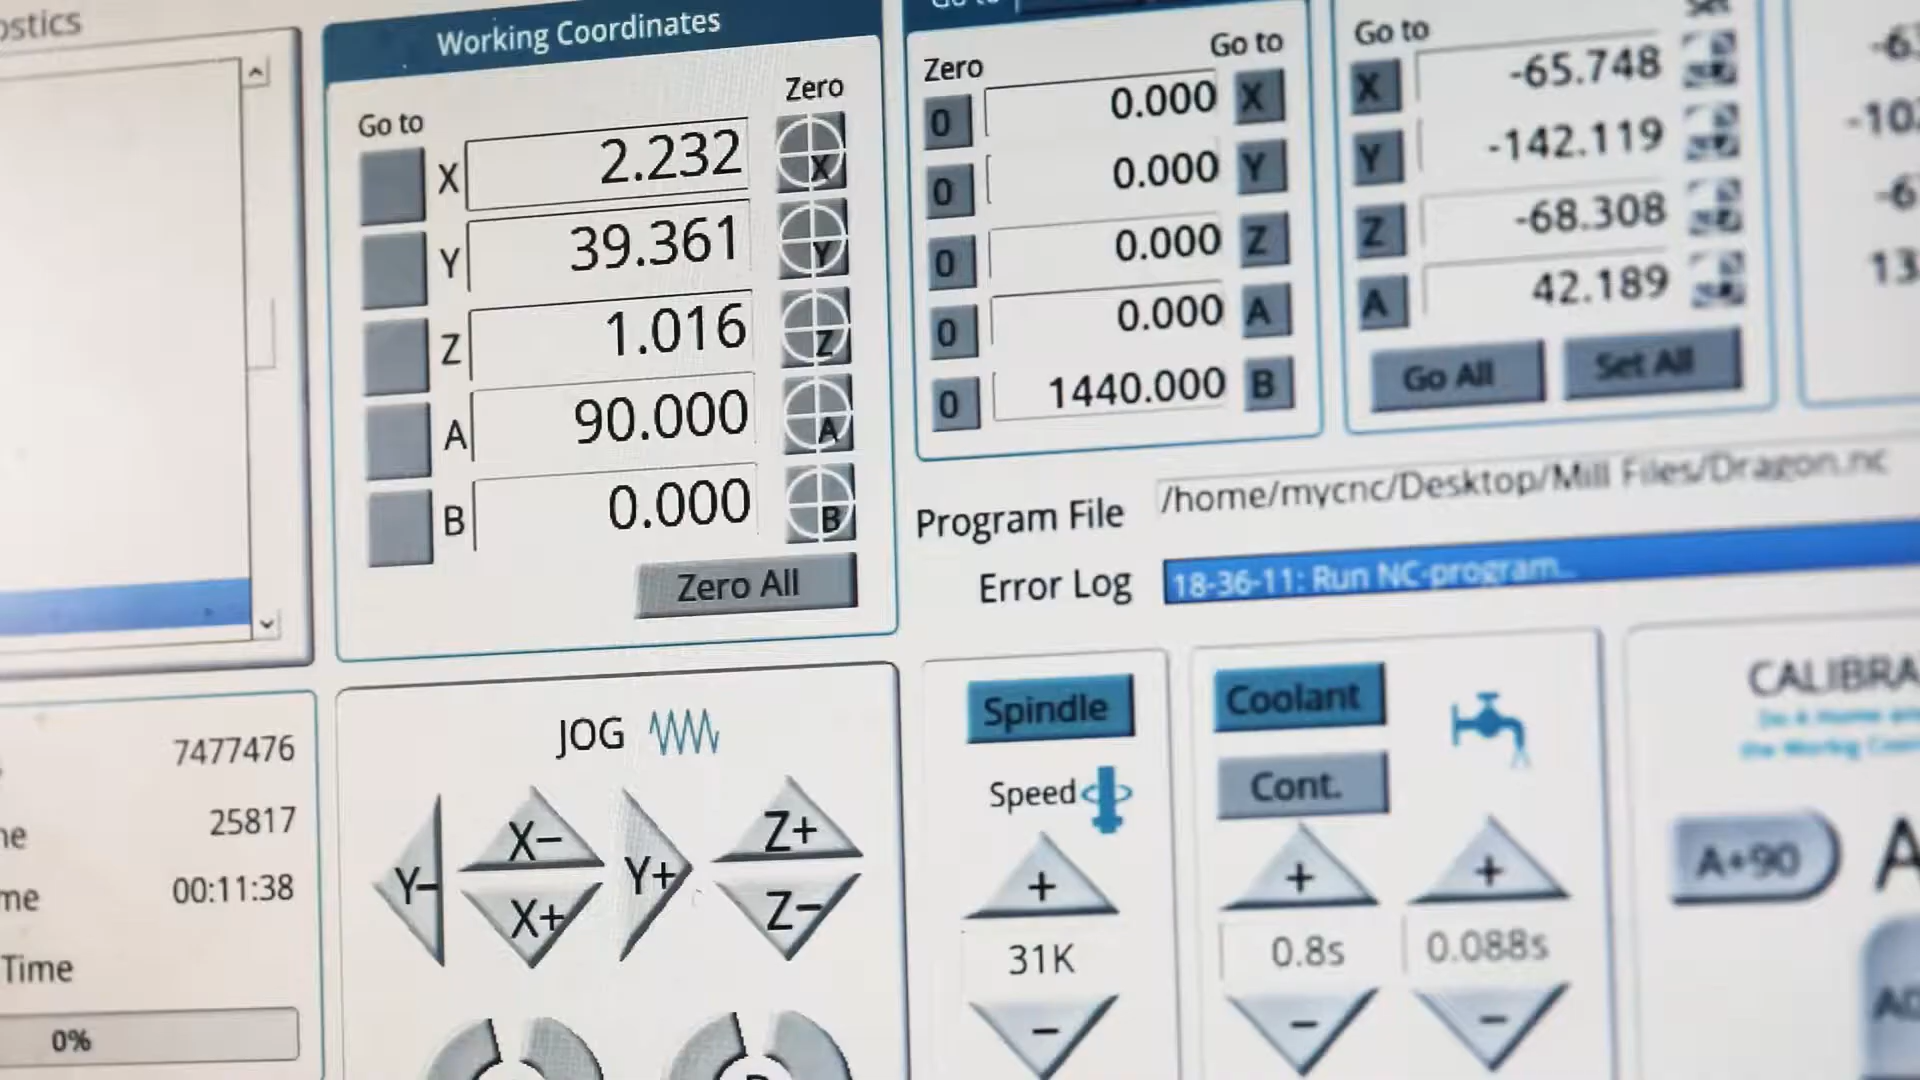 ostics
Working Coordinates
Go to
Zero
X 2.232 X
Y 39.361 Y
Z 1.016 Z
A 90.000 A
B 0.000 B
Zero All
Zero
Go to
0 0.000 X
0 0.000 Y
0 0.000 Z
0 0.000 A
0 1440.000 B
Go to
X -65.748
Y -142.119
Z -68.308
A 42.189
Go All
Set All
Program File /home/mycnc/Desktop/Mill Files/Dragon.nc
Error Log 18-36-11: Run NC-program...
7477476
25817
00:11:38
Time
0%
JOG
Y-
X-
X+
Y+
Z+
Z-
Spindle
Speed
+
31K
-
Coolant
Cont.
+
0.8s
-
+
0.088s
-
CALIBRA
A+90